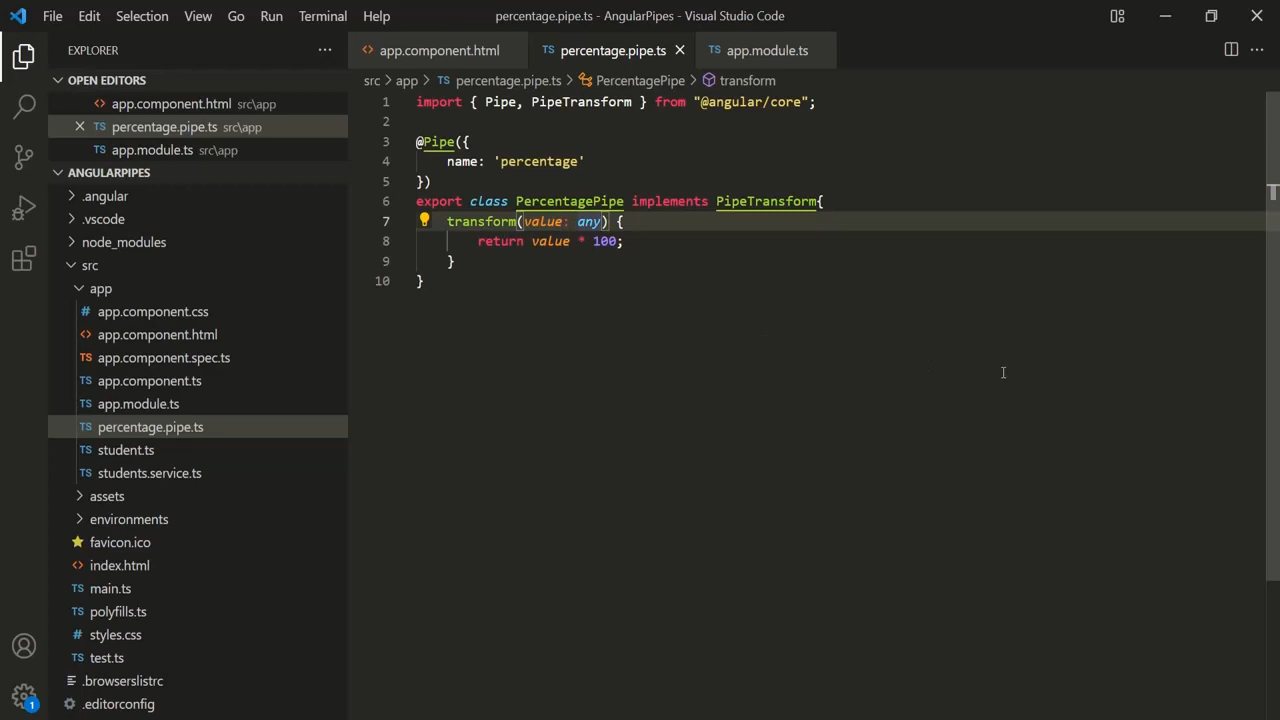 File Edit Selection View Go Run Terminal Help percentage.pipe.ts - AngularPipes - Visual Studio Code
EXPLORER
OPEN EDITORS
app.component.html src\app
percentage.pipe.ts src\app
app.module.ts src\app
ANGULARPIPES
.angular
.vscode
node_modules
src
app
app.component.css
app.component.html
app.component.spec.ts
app.component.ts
app.module.ts
percentage.pipe.ts
student.ts
students.service.ts
assets
environments
favicon.ico
index.html
main.ts
polyfills.ts
styles.css
test.ts
.browserslistrc
.editorconfig
1
app.component.html percentage.pipe.ts app.module.ts
src > app > percentage.pipe.ts > PercentagePipe > transform
1 import { Pipe, PipeTransform } from "@angular/core";
2
3 @Pipe({
4 name: 'percentage'
5 })
6 export class PercentagePipe implements PipeTransform{
7 transform(value: any) {
8 return value * 100;
9 }
10 }